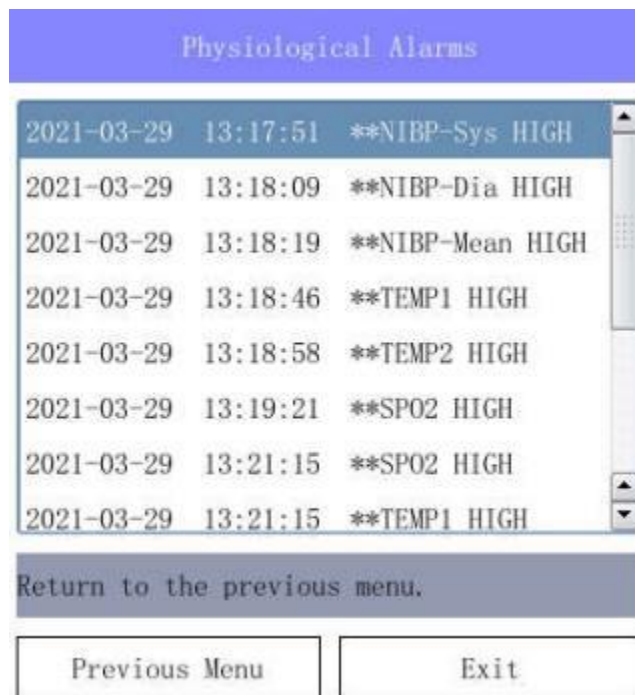 Physiological Alarms
2021-03-29 13:17:51 **NIBP-Sys HIGH
2021-03-29 13:18:09 **NIBP-Dia HIGH
2021-03-29 13:18:19 **NIBP-Mean HIGH
2021-03-29 13:18:46 **TEMP1 HIGH
2021-03-29 13:18:58 **TEMP2 HIGH
2021-03-29 13:19:21 **SPO2 HIGH
2021-03-29 13:21:15 **SPO2 HIGH
2021-03-29 13:21:15 **TEMP1 HIGH
Return to the previous menu.
Previous Menu Exit